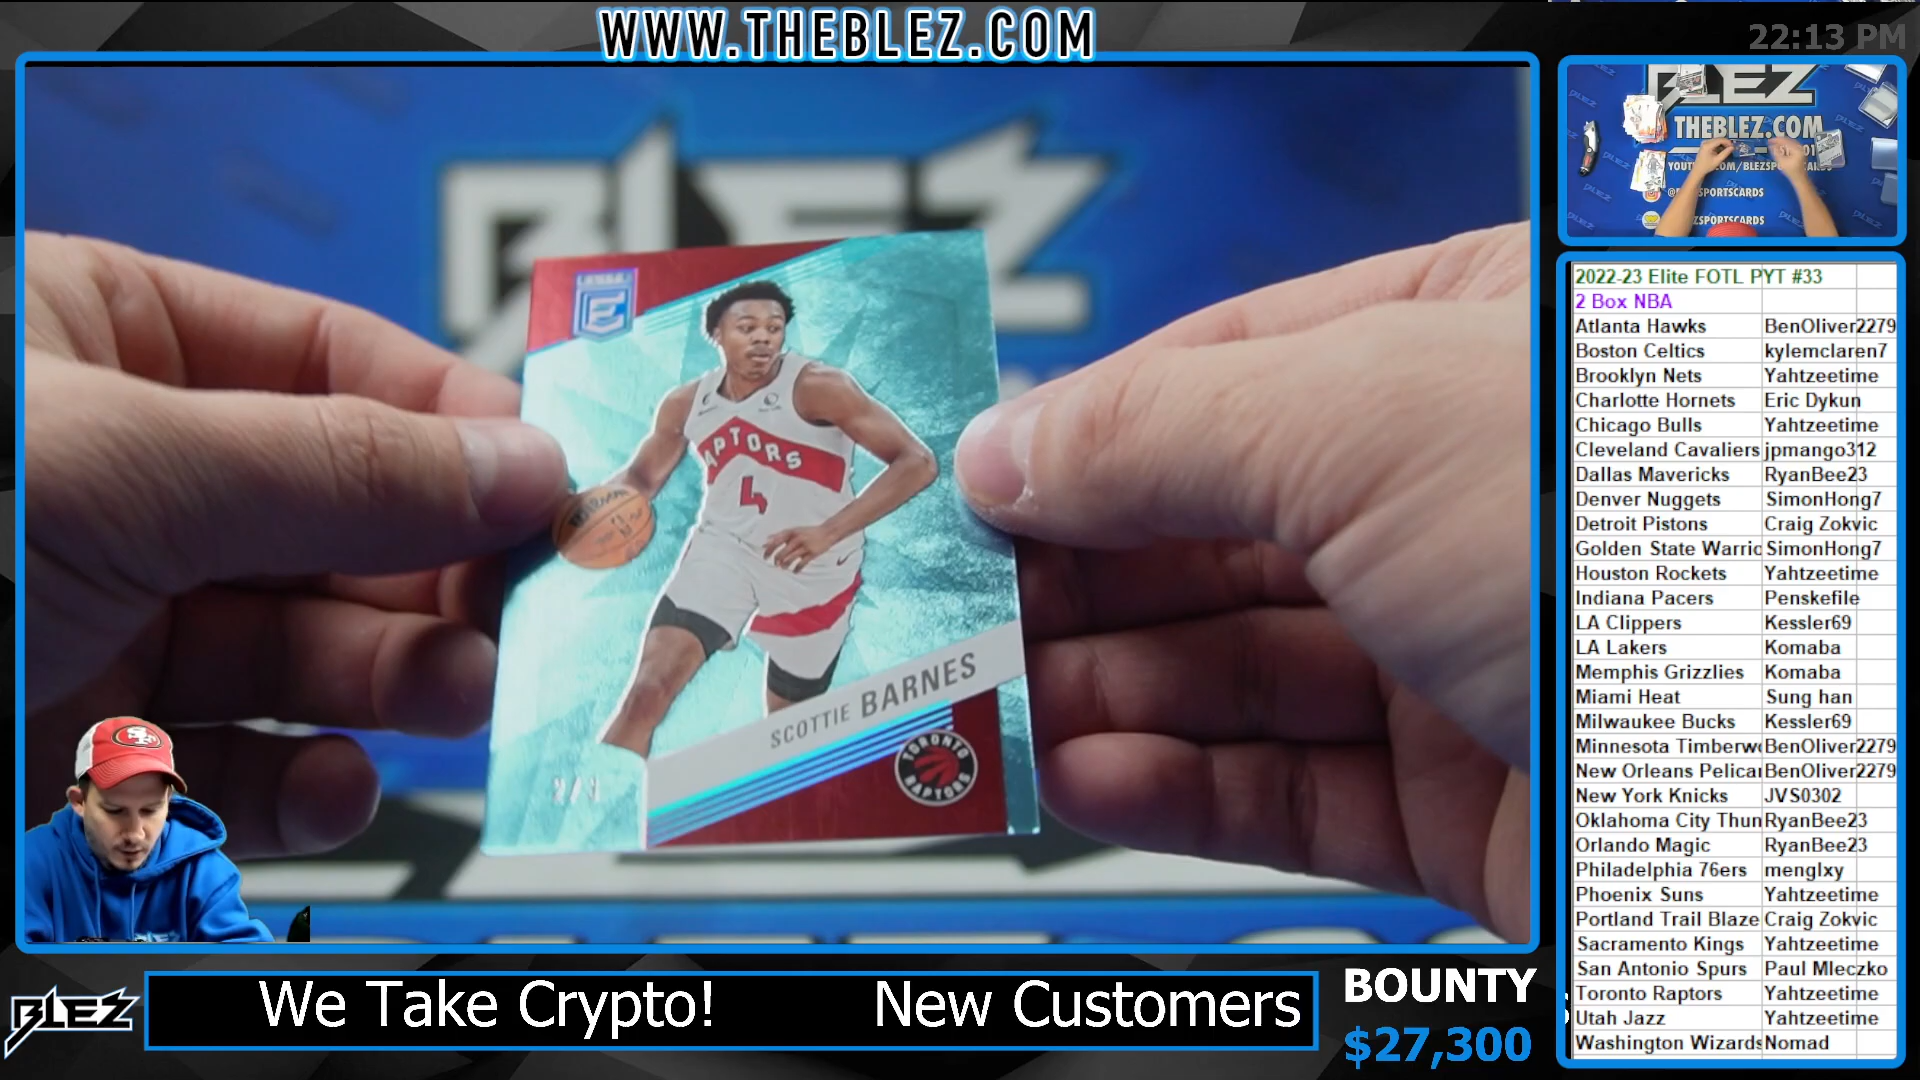 WWW.THEBLEZ.COM
22:13 PM
BLEZ
BLEZ
THEBLEZ.COM
E
RAPTORS
4
SCOTTIE BARNES
TORONTO
RAPTORS
2022-23 Elite FOTL PYT #33
2 Box NBA
Atlanta Hawks BenOliver2279
Boston Celtics kylemclaren7
Brooklyn Nets Yahtzeetime
Charlotte Hornets Eric Dykun
Chicago Bulls Yahtzeetime
Cleveland Cavaliers jpmango312
Dallas Mavericks RyanBee23
Denver Nuggets SimonHong7
Detroit Pistons Craig Zokvic
Golden State Warric SimonHong7
Houston Rockets Yahtzeetime
Indiana Pacers Penskefile
LA Clippers Kessler69
LA Lakers Komaba
Memphis Grizzlies Komaba
Miami Heat Sung han
Milwaukee Bucks Kessler69
Minnesota Timberwo BenOliver2279
New Orleans Pelicar BenOliver2279
New York Knicks JVS0302
Oklahoma City Thun RyanBee23
Orlando Magic RyanBee23
Philadelphia 76ers menglxy
Phoenix Suns Yahtzeetime
Portland Trail Blaze Craig Zokvic
Sacramento Kings Yahtzeetime
San Antonio Spurs Paul Mleczko
Toronto Raptors Yahtzeetime
Utah Jazz Yahtzeetime
Washington Wizards Nomad
BLEZ
We Take Crypto! New Customers
BOUNTY
$27,300